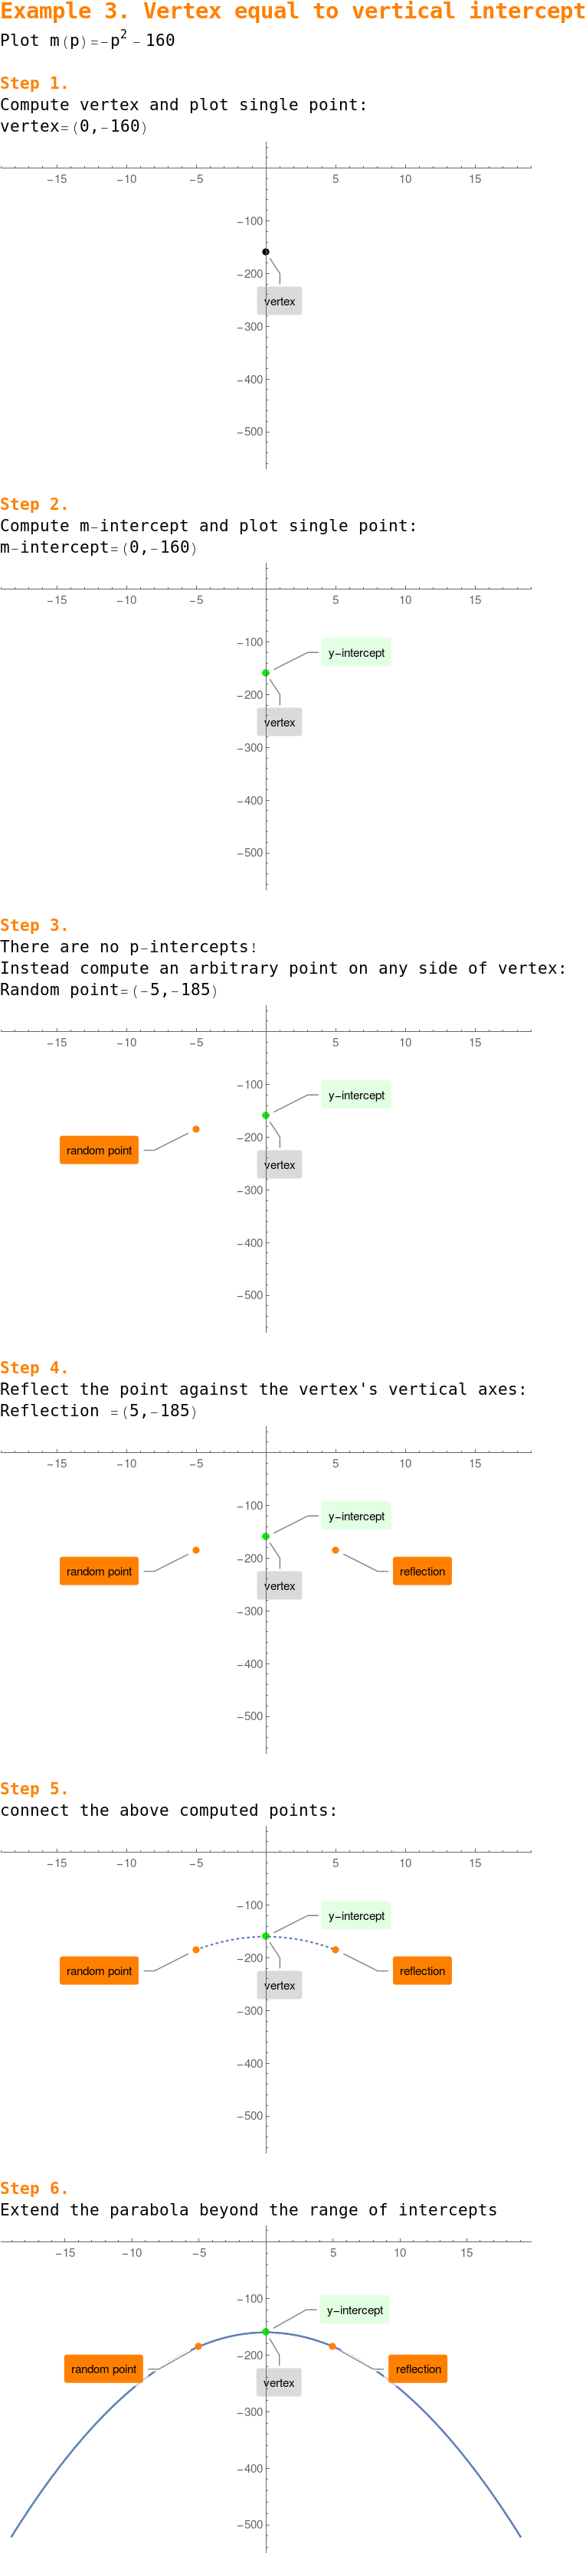 Example 3. Vertex equal to vertical intercept
Plot m(p)=-p² - 160
Step 1.
Compute vertex and plot single point:
vertex=(0,-160)
-15 -10 -5 5 10 15
-100
-200
vertex
-300
-400
-500
Step 2.
Compute m-intercept and plot single point:
m-intercept=(0,-160)
-15 -10 -5 5 10 15
-100
y-intercept
-200
vertex
-300
-400
-500
Step 3.
There are no p-intercepts!
Instead compute an arbitrary point on any side of vertex:
Random point=(-5,-185)
-15 -10 -5 5 10 15
-100
y-intercept
-200
random point
vertex
-300
-400
-500
Step 4.
Reflect the point against the vertex's vertical axes:
Reflection =(5,-185)
-15 -10 -5 5 10 15
-100
y-intercept
-200
random point reflection
vertex
-300
-400
-500
Step 5.
connect the above computed points:
-15 -10 -5 5 10 15
-100
y-intercept
-200
random point reflection
vertex
-300
-400
-500
Step 6.
Extend the parabola beyond the range of intercepts
-15 -10 -5 5 10 15
-100
y-intercept
-200
random point reflection
vertex
-300
-400
-500